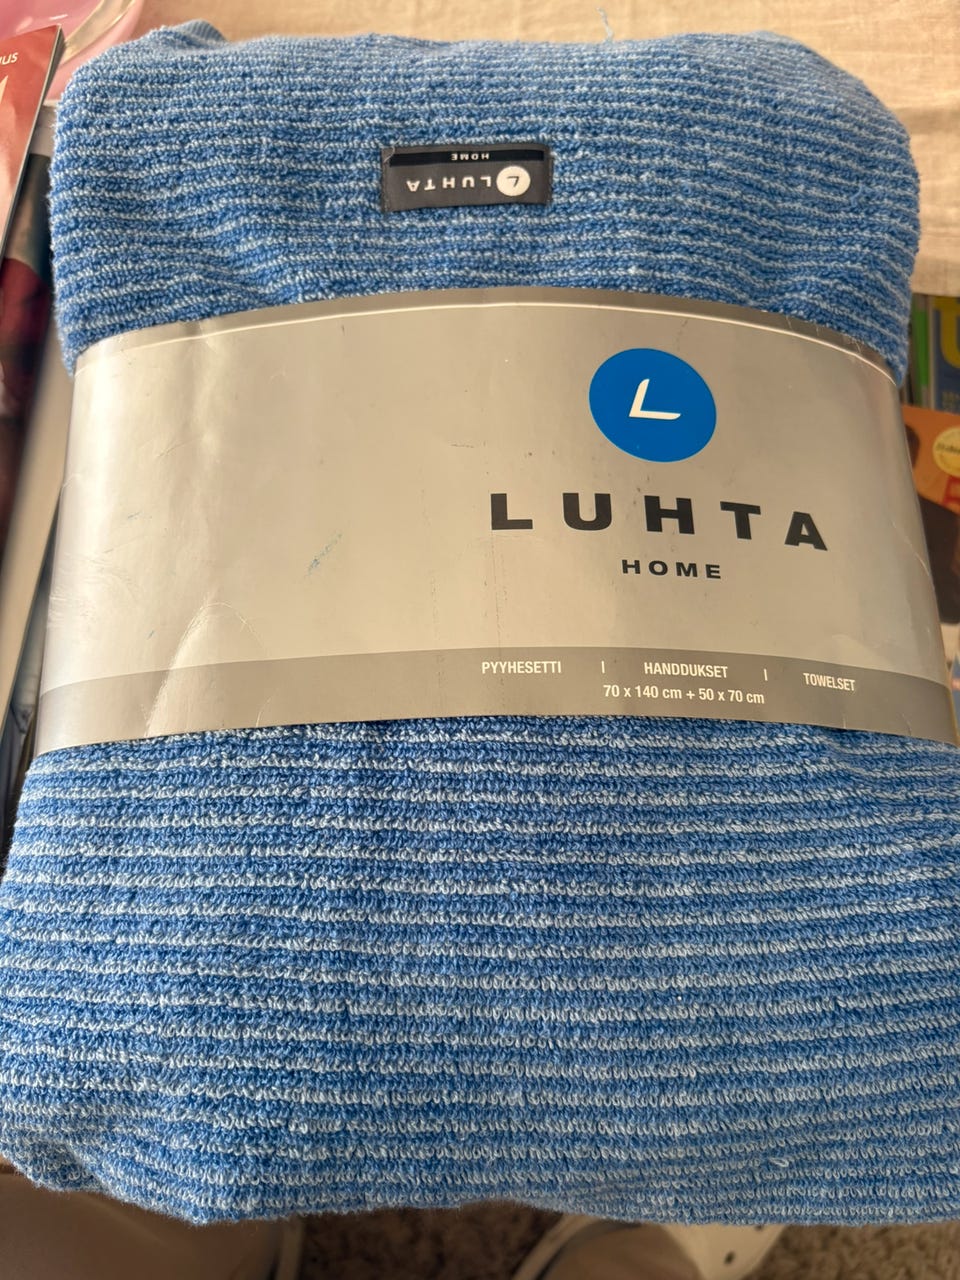 HOME
LUHTA
L
LUHTA
HOME
PYYHESETTI | HANDDUKSET | TOWELSET
70 x 140 cm + 50 x 70 cm